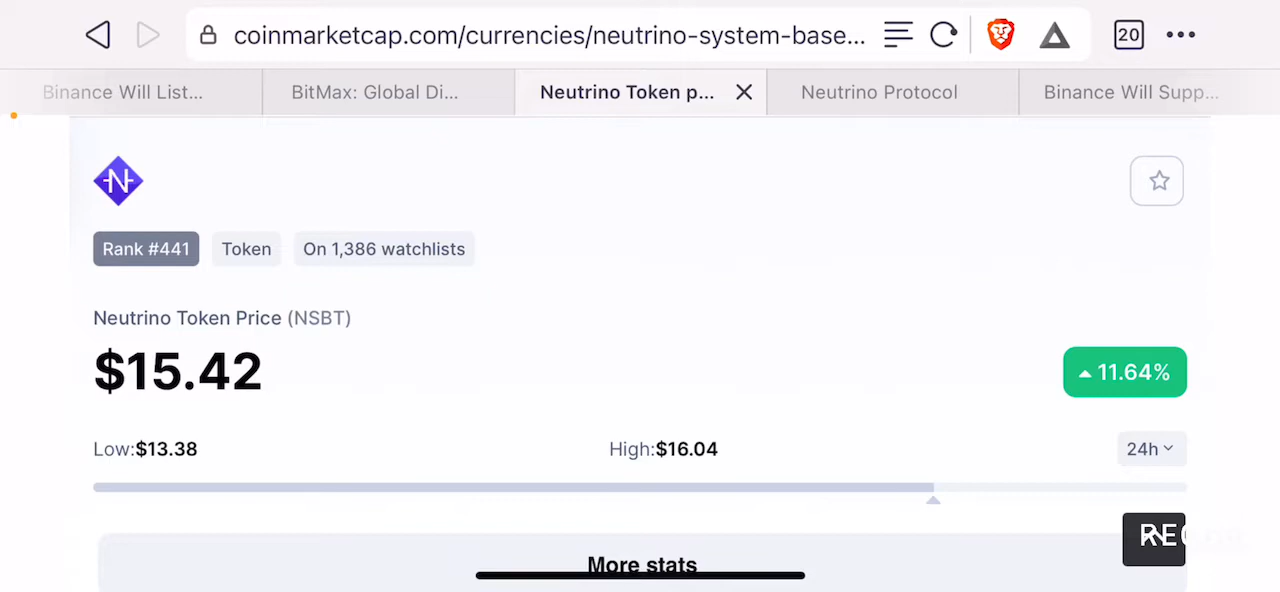 coinmarketcap.com/currencies/neutrino-system-base...
20
Binance Will List...
BitMax: Global Di...
Neutrino Token p...
Neutrino Protocol
Binance Will Supp...
N
Rank #441
Token
On 1,386 watchlists
Neutrino Token Price (NSBT)
$15.42
11.64%
Low:$13.38
High:$16.04
24h
More stats